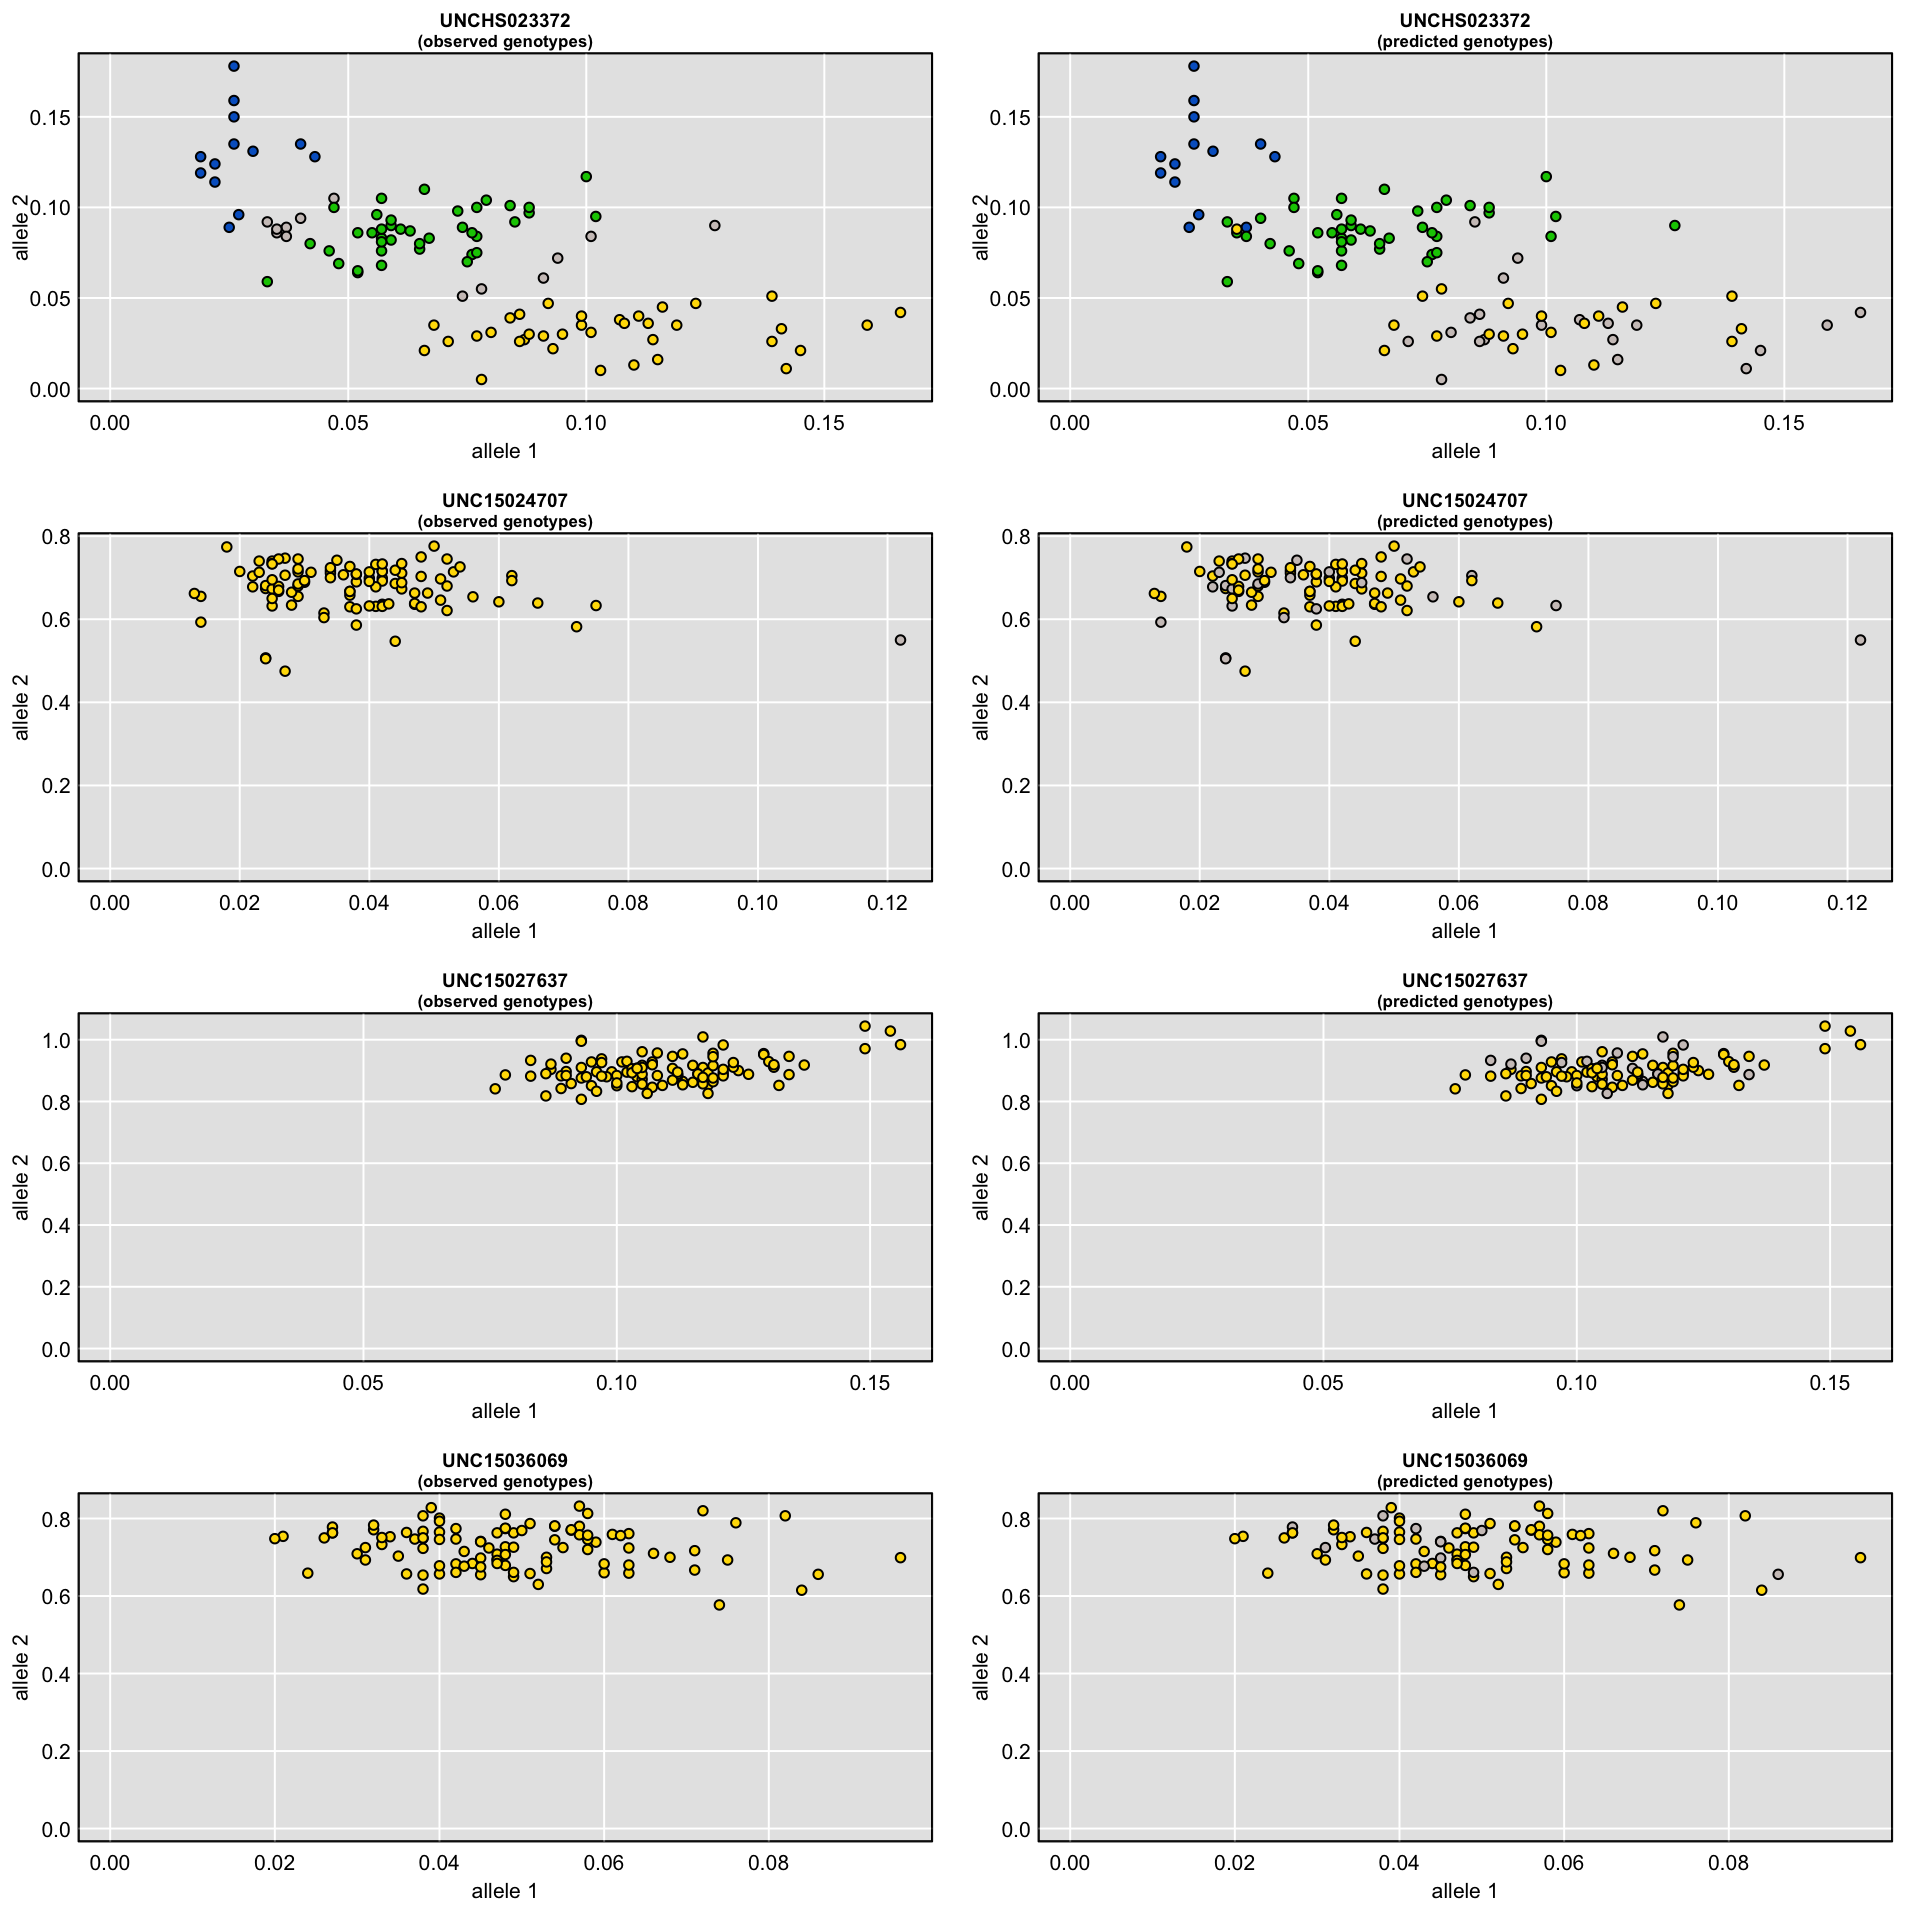 UNCHS023372
(observed genotypes)
0.15
0.10
0.05
0.00
allele 2
0.00 0.05 0.10 0.15
allele 1
UNCHS023372
(predicted genotypes)
0.15
0.10
0.05
0.00
allele 2
0.00 0.05 0.10 0.15
allele 1
UNC15024707
(observed genotypes)
0.8
0.6
0.4
0.2
0.0
allele 2
0.00 0.02 0.04 0.06 0.08 0.10 0.12
allele 1
UNC15024707
(predicted genotypes)
0.8
0.6
0.4
0.2
0.0
allele 2
0.00 0.02 0.04 0.06 0.08 0.10 0.12
allele 1
UNC15027637
(observed genotypes)
1.0
0.8
0.6
0.4
0.2
0.0
allele 2
0.00 0.05 0.10 0.15
allele 1
UNC15027637
(predicted genotypes)
1.0
0.8
0.6
0.4
0.2
0.0
allele 2
0.00 0.05 0.10 0.15
allele 1
UNC15036069
(observed genotypes)
0.8
0.6
0.4
0.2
0.0
allele 2
0.00 0.02 0.04 0.06 0.08
allele 1
UNC15036069
(predicted genotypes)
0.8
0.6
0.4
0.2
0.0
allele 2
0.00 0.02 0.04 0.06 0.08
allele 1